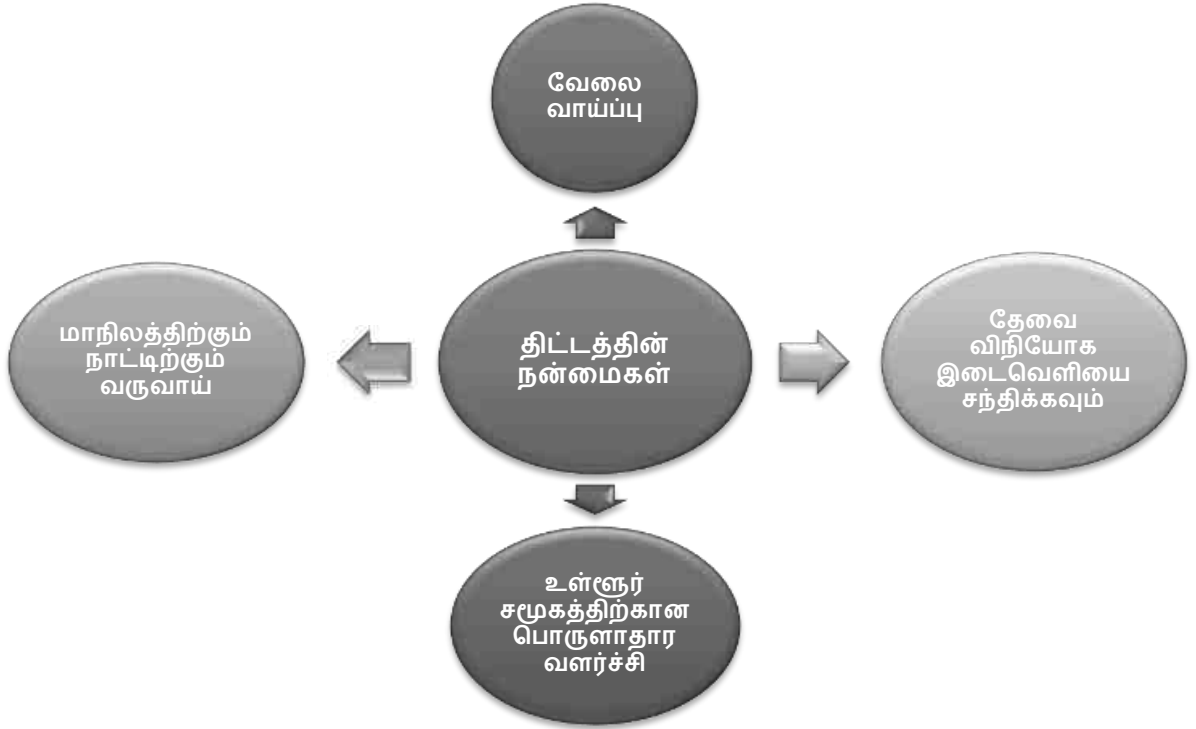 வேலை
வாய்ப்பு
மாநிலத்திற்கும்
நாட்டிற்கும்
வருவாய்
திட்டத்தின்
நன்மைகள்
தேவை
விநியோக
இடைவெளியை
சந்திக்கவும்
உள்ளூர்
சமூகத்திற்கான
பொருளாதார
வளர்ச்சி